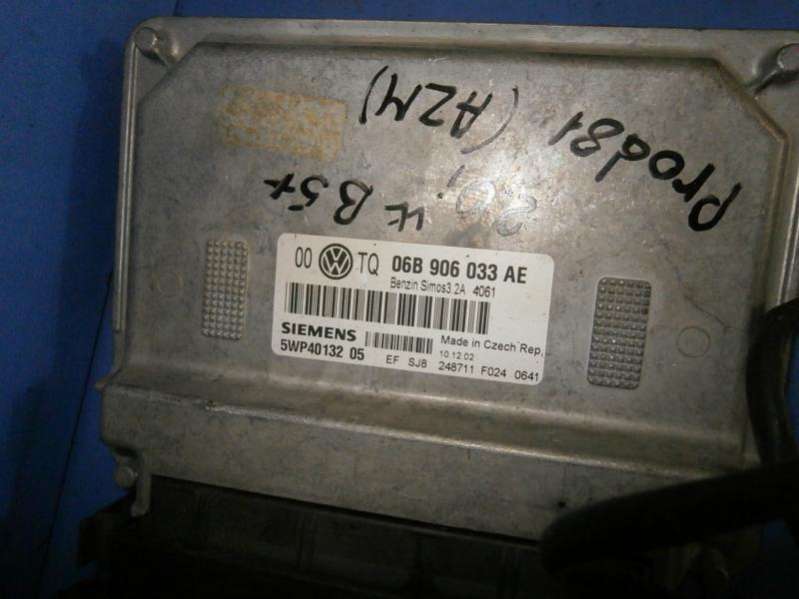 Prod81 (AZM)
2.0i VF B5+
00 TQ 06B 906 033 AE
Benzin Simos3.2A 4061
SIEMENS Made in Czech Rep.
5WP40132 05 10.12.02
EF SJ8 248711 F024 0641